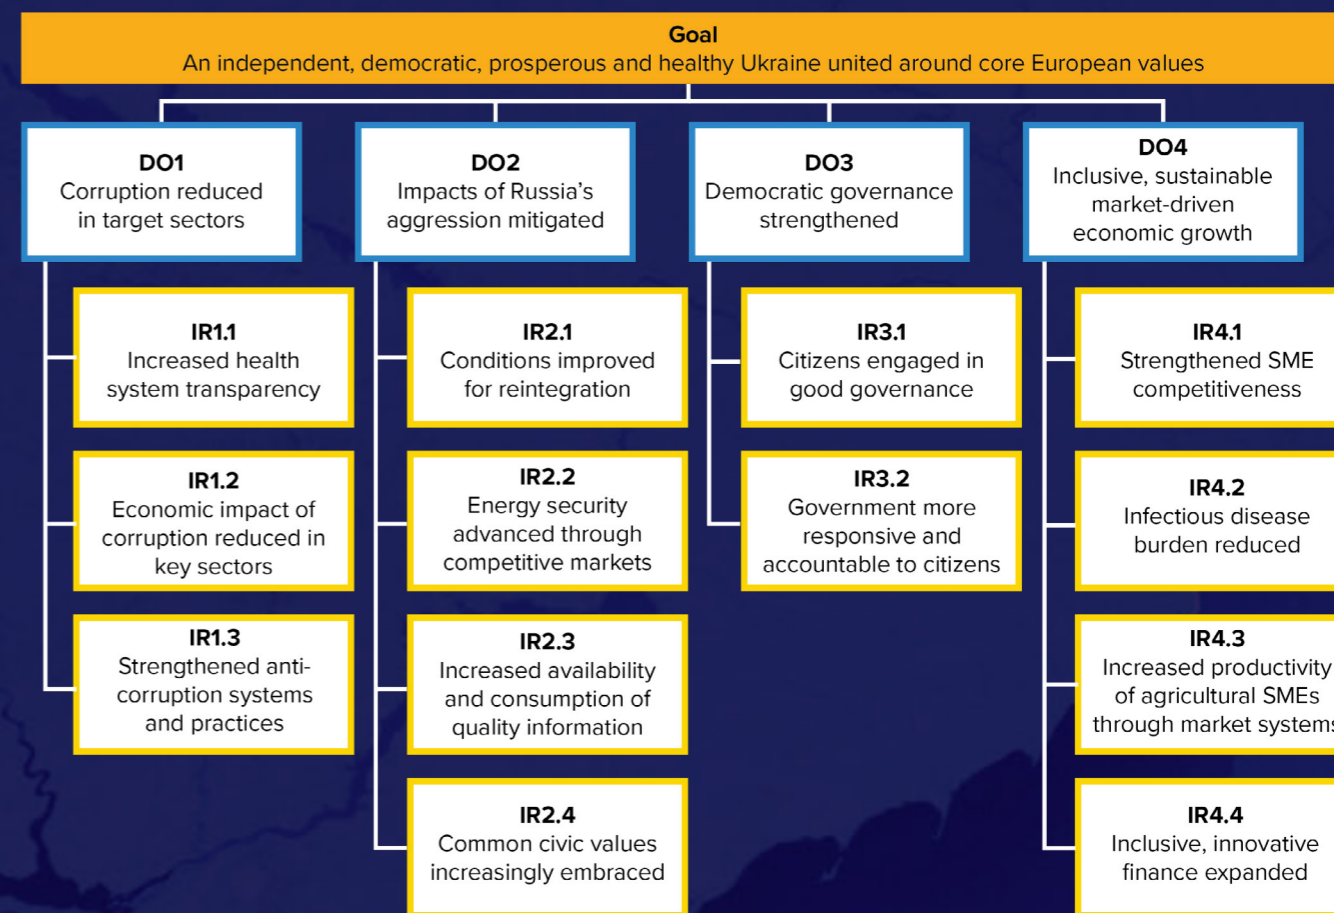 Goal
An independent, democratic, prosperous and healthy Ukraine united around core European values
DO1
Corruption reduced
in target sectors
DO2
Impacts of Russia's
aggression mitigated
DO3
Democratic governance
strengthened
DO4
Inclusive, sustainable
market-driven
economic growth
IR1.1
Increased health
system transparency
IR1.2
Economic impact of
corruption reduced in
key sectors
IR1.3
Strengthened anti-
corruption systems
and practices
IR2.1
Conditions improved
for reintegration
IR2.2
Energy security
advanced through
competitive markets
IR2.3
Increased availability
and consumption of
quality information
IR2.4
Common civic values
increasingly embraced
IR3.1
Citizens engaged in
good governance
IR3.2
Government more
responsive and
accountable to citizens
IR4.1
Strengthened SME
competitiveness
IR4.2
Infectious disease
burden reduced
IR4.3
Increased productivity
of agricultural SMEs
through market systems
IR4.4
Inclusive, innovative
finance expanded